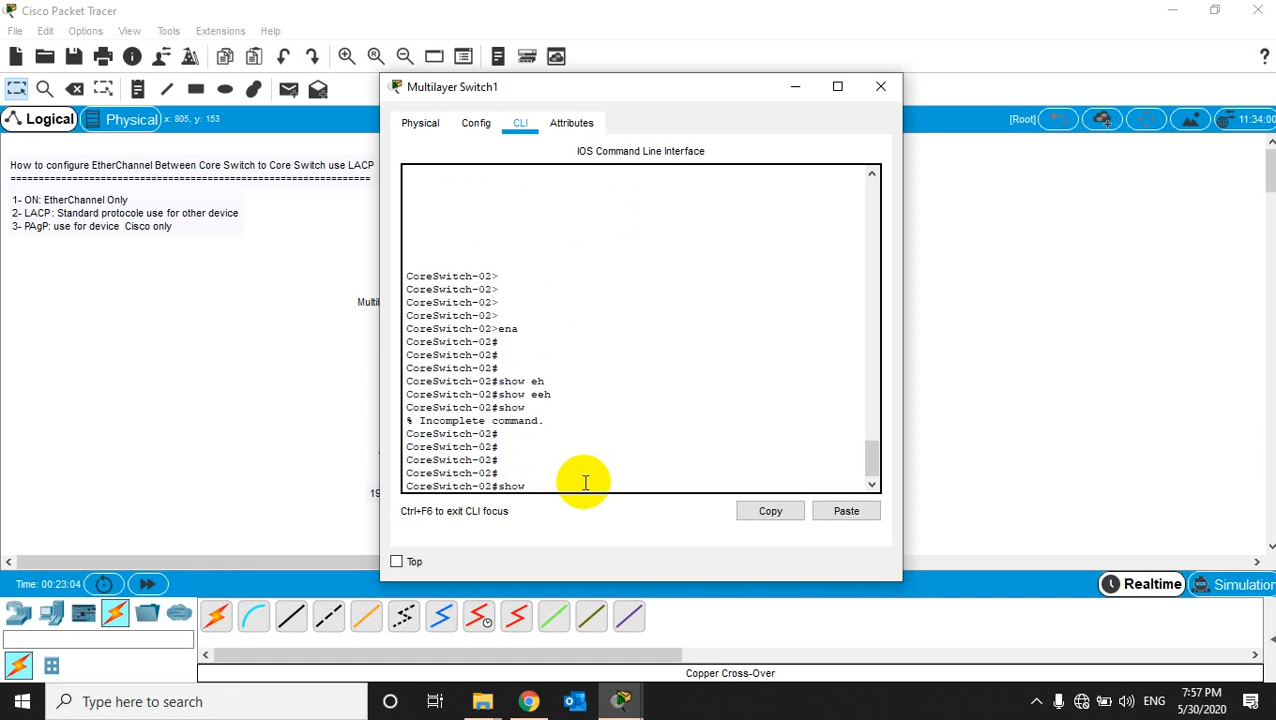 Cisco Packet Tracer
File Edit Options View Tools Extensions Help
Logical Physical x: 805, y: 153 [Root] 11:34:00
How to configure EtherChannel Between Core Switch to Core Switch use LACP
=====================================================
1- ON: EtherChannel Only
2- LACP: Standard protocole use for other device
3- PAgP: use for device Cisco only
Multil
19
Multilayer Switch1
Physical Config CLI Attributes
IOS Command Line Interface
CoreSwitch-02>
CoreSwitch-02>
CoreSwitch-02>
CoreSwitch-02>
CoreSwitch-02>ena
CoreSwitch-02#
CoreSwitch-02#
CoreSwitch-02#
CoreSwitch-02#show eh
CoreSwitch-02#show eeh
CoreSwitch-02#show
% Incomplete command.
CoreSwitch-02#
CoreSwitch-02#
CoreSwitch-02#
CoreSwitch-02#
CoreSwitch-02#show
Ctrl+F6 to exit CLI focus Copy Paste
Top
Time: 00:23:04 Realtime Simulation
Copper Cross-Over
Type here to search
ENG
7:57 PM
5/30/2020